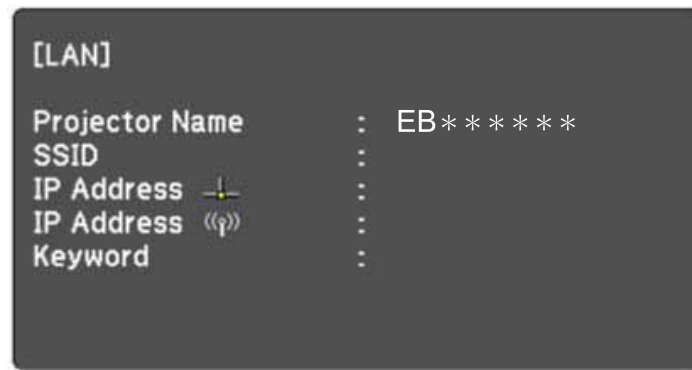 [LAN]
Projector Name : EB******
SSID :
IP Address :
IP Address :
Keyword :